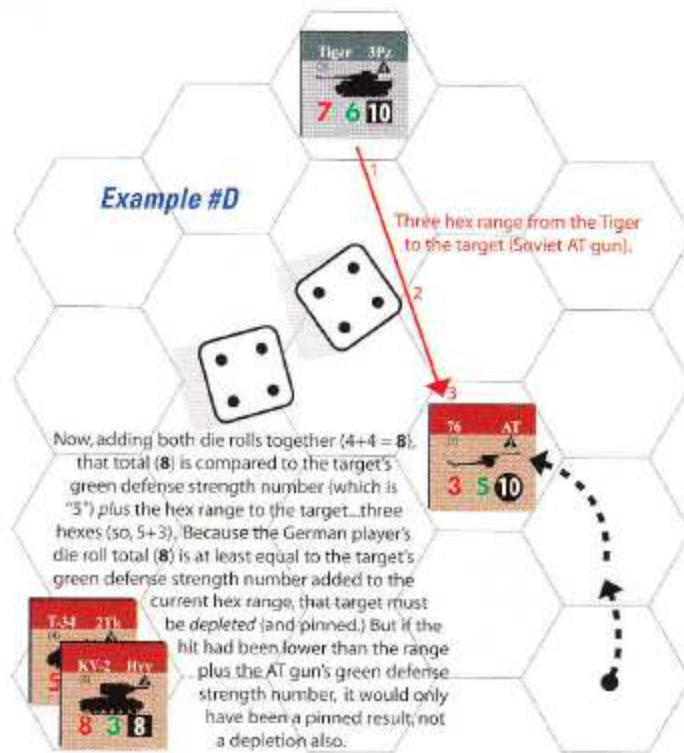 Tiger 3Pz
7 6 10
Example #D
1
Three hex range from the Tiger
to the target (Soviet AT gun).
2
3
76 AT
3 5 10
Now, adding both die rolls together (4+4 = 8),
that total (8) is compared to the target's
green defense strength number (which is
"5") plus the hex range to the target...three
hexes (so, 5+3). Because the German player's
die roll total (8) is at least equal to the target's
green defense strength number added to the
current hex range, that target must
be depleted (and pinned.) But if the
hit had been lower than the range
plus the AT gun's green defense
strength number, it would only
have been a pinned result, not
a depletion also.
T-34 2Tk
5
KV-2 Hvy
8 3 8